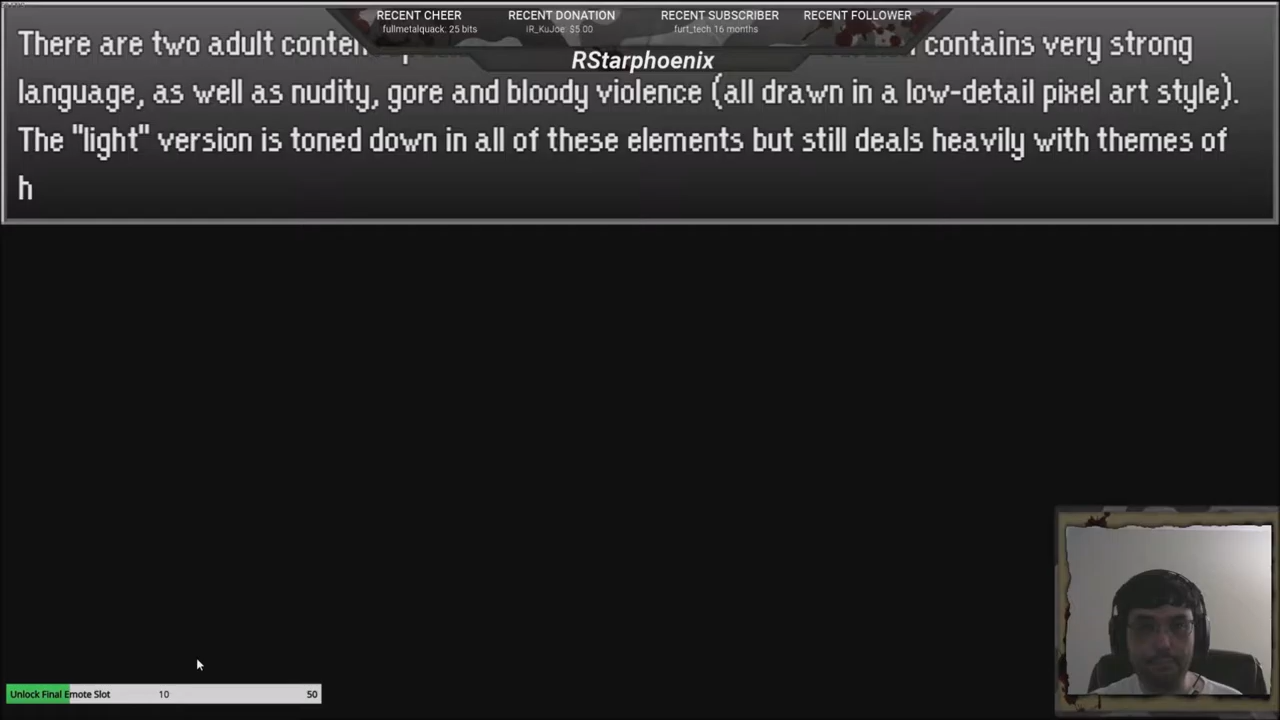 RECENT CHEER RECENT DONATION RECENT SUBSCRIBER RECENT FOLLOWER
fullmetalquack: 25 bits IR_KuJoe: $5.00 furt_tech 16 months
RStarphoenix
There are two adult conten contains very strong
language, as well as nudity, gore and bloody violence (all drawn in a low-detail pixel art style).
The "light" version is toned down in all of these elements but still deals heavily with themes of
h
Unlock Final Emote Slot 10 50